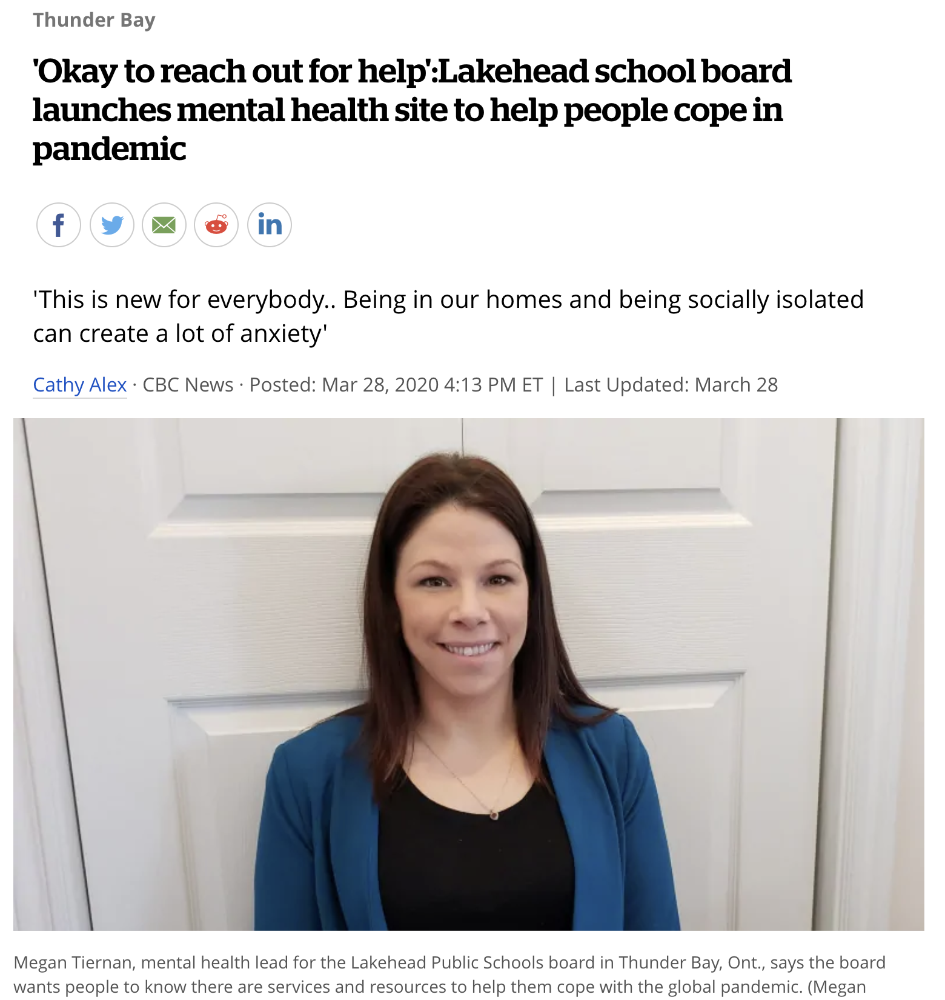 Thunder Bay
'Okay to reach out for help':Lakehead school board
launches mental health site to help people cope in
pandemic
f
in
'This is new for everybody.. Being in our homes and being socially isolated
can create a lot of anxiety'
Cathy Alex · CBC News · Posted: Mar 28, 2020 4:13 PM ET | Last Updated: March 28
Megan Tiernan, mental health lead for the Lakehead Public Schools board in Thunder Bay, Ont., says the board
wants people to know there are services and resources to help them cope with the global pandemic. (Megan